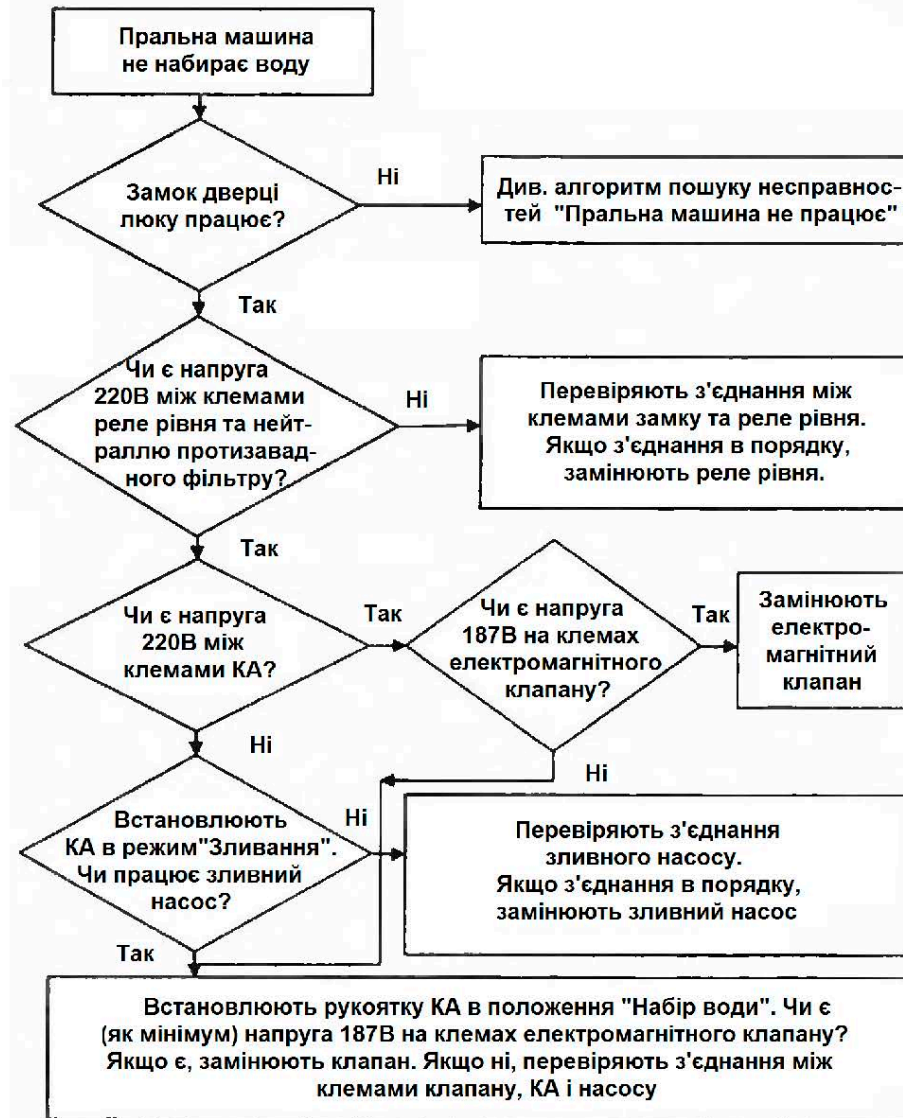 Пральна машина
не набирає воду
Замок дверці
люку працює?
Ні
Див. алгоритм пошуку несправнос-
тей "Пральна машина не працює"
Так
Чи є напруга
220В між клемами
реле рівня та нейт-
раллю протизавад-
ного фільтру?
Ні
Перевіряють з'єднання між
клемами замку та реле рівня.
Якщо з'єднання в порядку,
замінюють реле рівня.
Так
Чи є напруга
220В між
клемами КА?
Так
Чи є напруга
187В на клемах
електромагнітного
клапану?
Так
Замінюють
електро-
магнітний
клапан
Ні
Ні
Встановлюють
КА в режим"Зливання".
Чи працює зливний
насос?
Ні
Перевіряють з'єднання
зливного насосу.
Якщо з'єднання в порядку,
замінюють зливний насос
Так
Встановлюють рукоятку КА в положення "Набір води". Чи є
(як мінімум) напруга 187В на клемах електромагнітного клапану?
Якщо є, замінюють клапан. Якщо ні, перевіряють з'єднання між
клемами клапану, КА і насосу